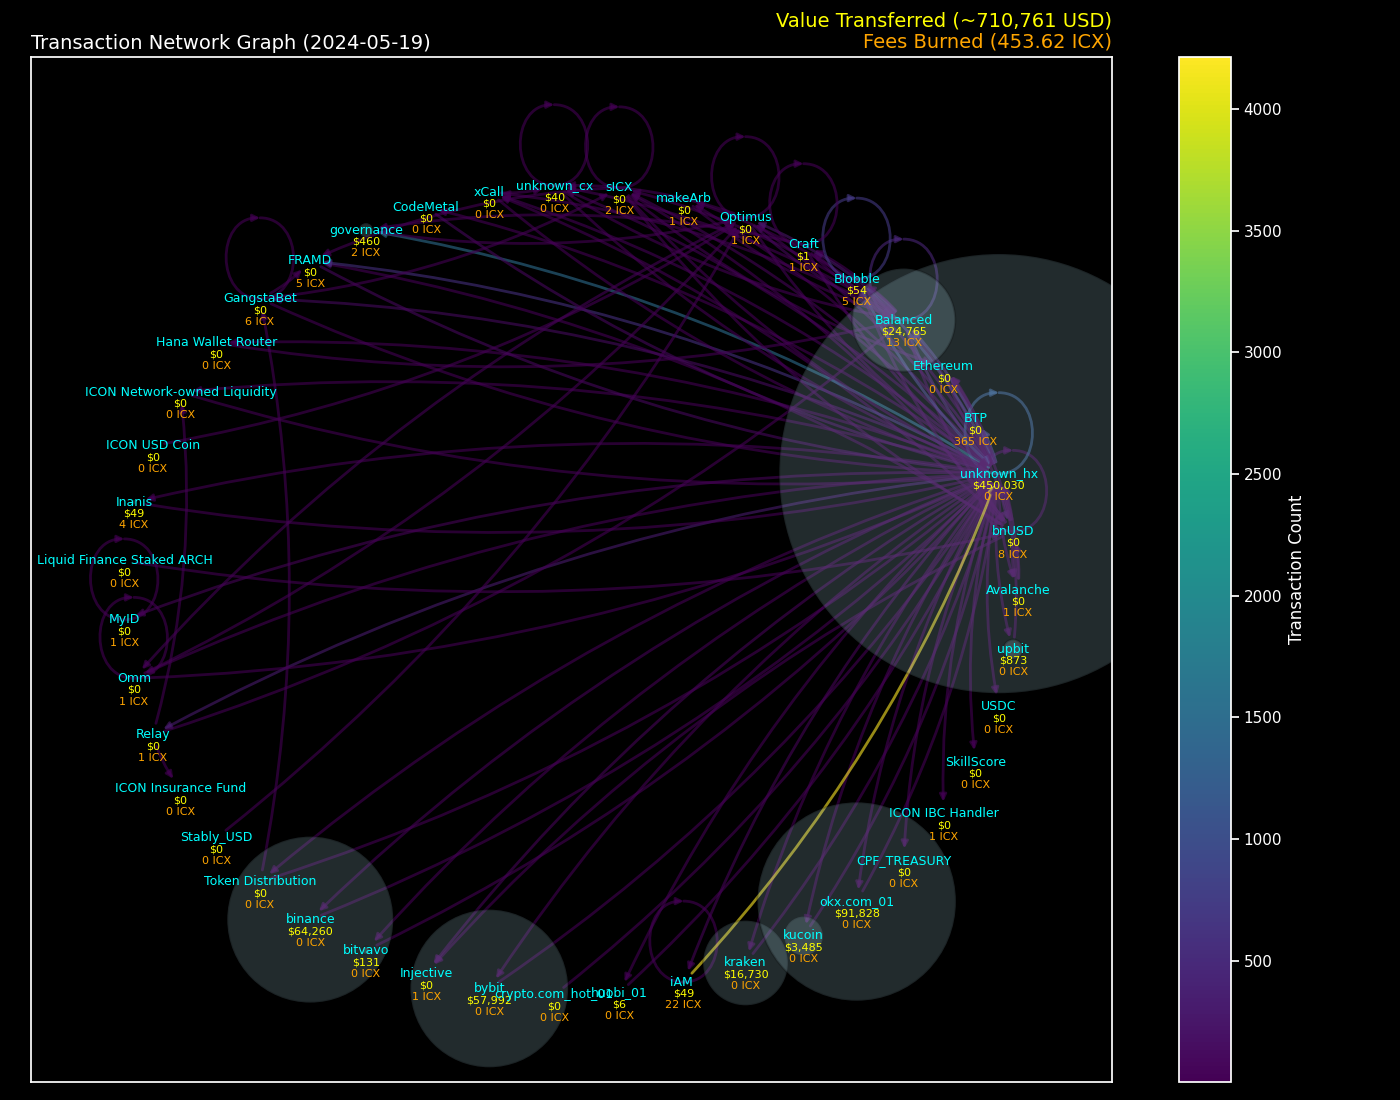 Value Transferred (~710,761 USD)
Transaction Network Graph (2024-05-19)
Fees Burned (453.62 ICX)
unknown_cx
$40
0 ICX
sICX
$0
2 ICX
xCall
$0
0 ICX
makeArb
$0
1 ICX
CodeMetal
$0
0 ICX
Optimus
$0
1 ICX
governance
$460
2 ICX
Craft
$1
1 ICX
FRAMD
$0
5 ICX
Blobble
$54
5 ICX
GangstaBet
$0
6 ICX
Balanced
$24,765
13 ICX
Hana Wallet Router
$0
0 ICX
Ethereum
$0
0 ICX
ICON Network-owned Liquidity
$0
0 ICX
BTP
$0
365 ICX
ICON USD Coin
$0
0 ICX
unknown_hx
$450,030
0 ICX
Inanis
$49
4 ICX
bnUSD
$0
8 ICX
Liquid Finance Staked ARCH
$0
0 ICX
Avalanche
$0
1 ICX
MyID
$0
1 ICX
upbit
$873
0 ICX
Omm
$0
1 ICX
USDC
$0
0 ICX
Relay
$0
1 ICX
SkillScore
$0
0 ICX
ICON Insurance Fund
$0
0 ICX
ICON IBC Handler
$0
1 ICX
Stably_USD
$0
0 ICX
CPF_TREASURY
$0
0 ICX
Token Distribution
$0
0 ICX
okx.com_01
$91,828
0 ICX
binance
$64,260
0 ICX
kucoin
$3,485
0 ICX
bitvavo
$131
0 ICX
kraken
$16,730
0 ICX
Injective
$0
1 ICX
iAM
$49
22 ICX
bybit
$57,992
0 ICX
crypto.com_hot_01
$0
0 ICX
huobi_01
$6
0 ICX
4000
3500
3000
2500
2000
1500
1000
500
Transaction Count